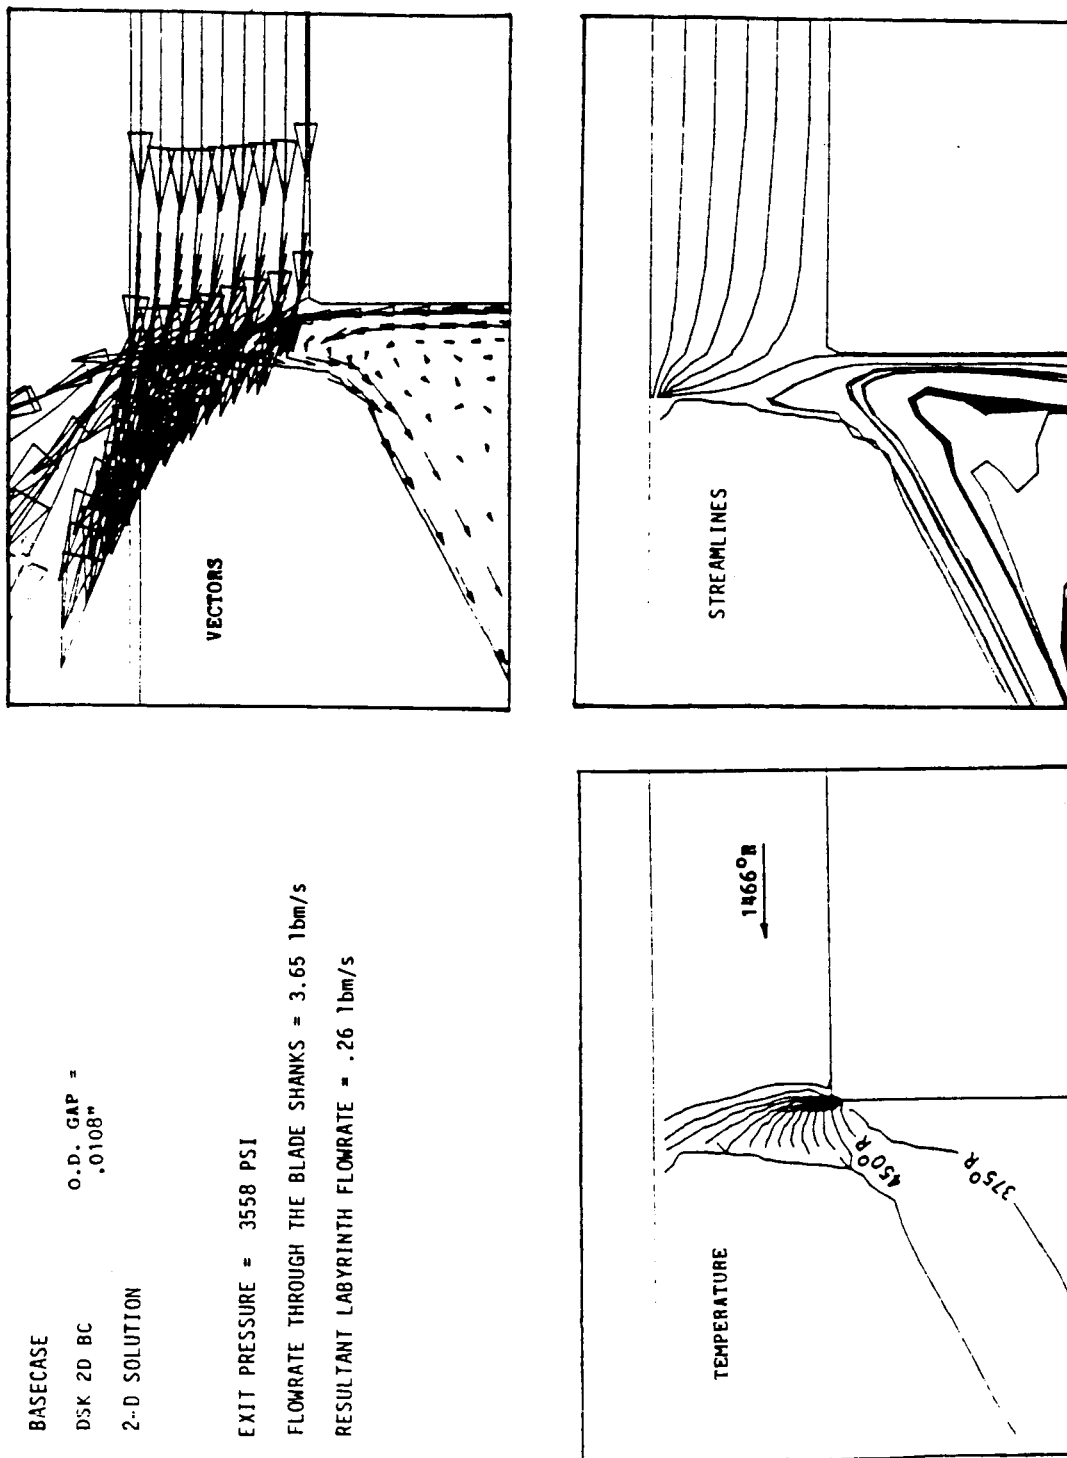 BASECASE
DSK 2D BC
O.D. GAP =
.0108"
2-D SOLUTION
EXIT PRESSURE = 3558 PSI
FLOWRATE THROUGH THE BLADE SHANKS = 3.65 lbm/s
RESULTANT LABYRINTH FLOWRATE = .26 lbm/s
VECTORS
TEMPERATURE
1466°R
450°R
375°R
STREAMLINES